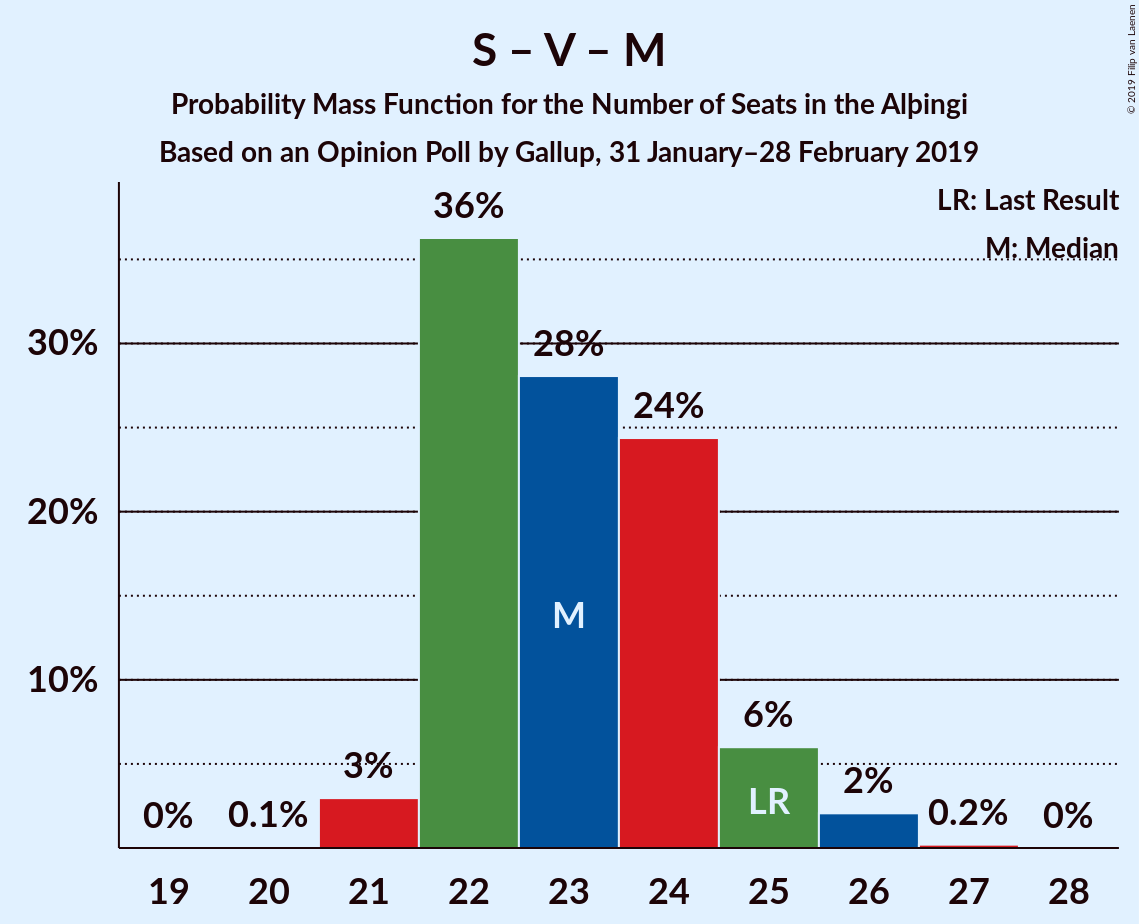 S – V – M
Probability Mass Function for the Number of Seats in the Alþingi
Based on an Opinion Poll by Gallup, 31 January–28 February 2019
© 2019 Filip van Laenen
LR: Last Result
M: Median
30%
20%
10%
0%
0.1%
3%
36%
28%
24%
6%
2%
0.2%
0%
M
LR
19 20 21 22 23 24 25 26 27 28